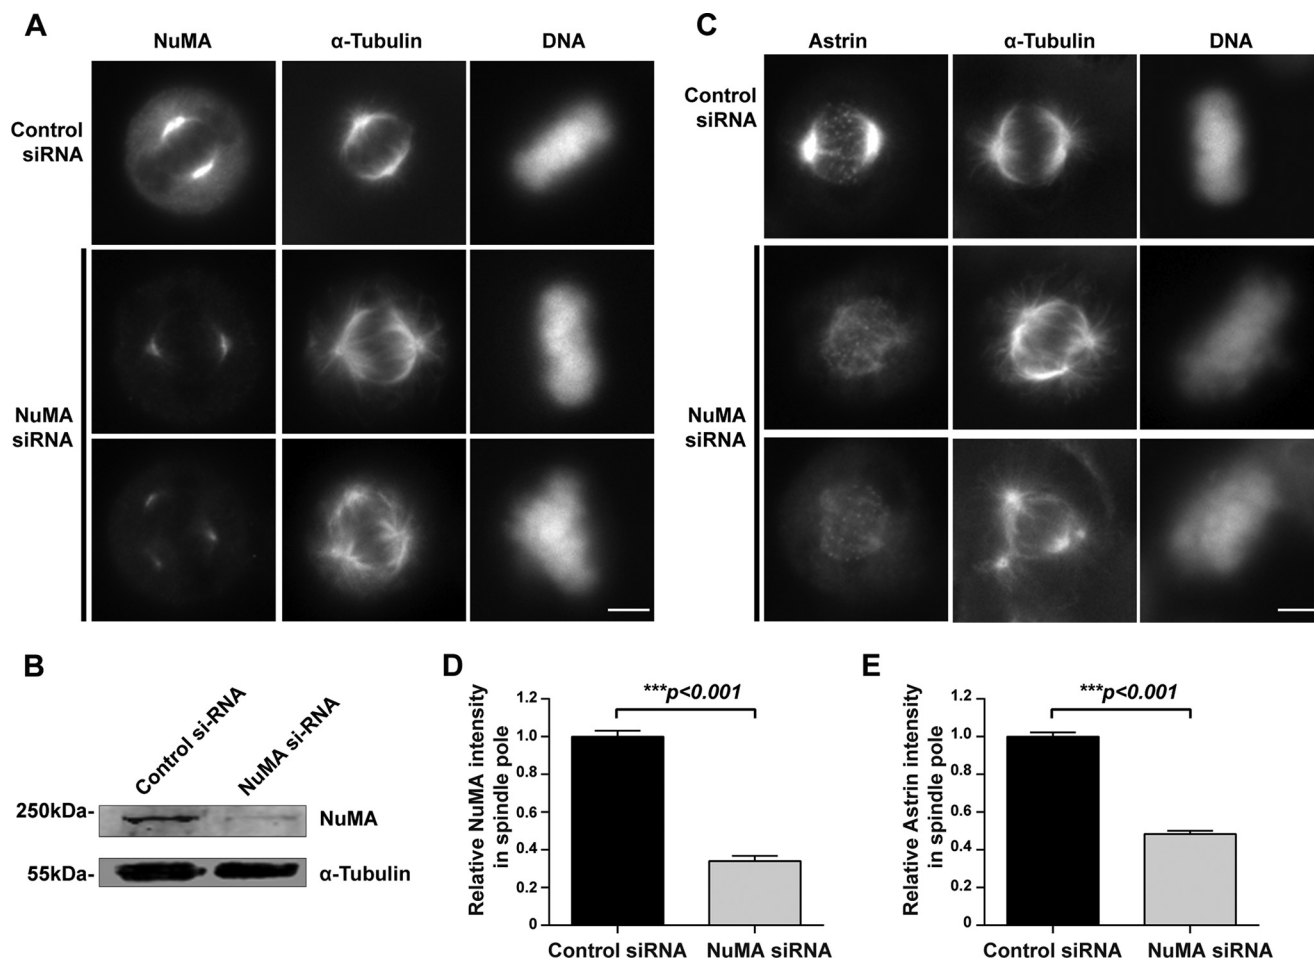 A
NuMA α-Tubulin DNA
Control
siRNA
NuMA
siRNA
C
Astrin α-Tubulin DNA
Control
siRNA
NuMA
siRNA
B
Control si-RNA
NuMA si-RNA
250kDa-
NuMA
55kDa-
α-Tubulin
D
***p<0.001
Relative NuMA intensity
in spindle pole
1.2
1.0
0.8
0.6
0.4
0.2
0
Control siRNA NuMA siRNA
E
***p<0.001
Relative Astrin intensity
in spindle pole
1.2
1.0
0.8
0.6
0.4
0.2
0
Control siRNA NuMA siRNA